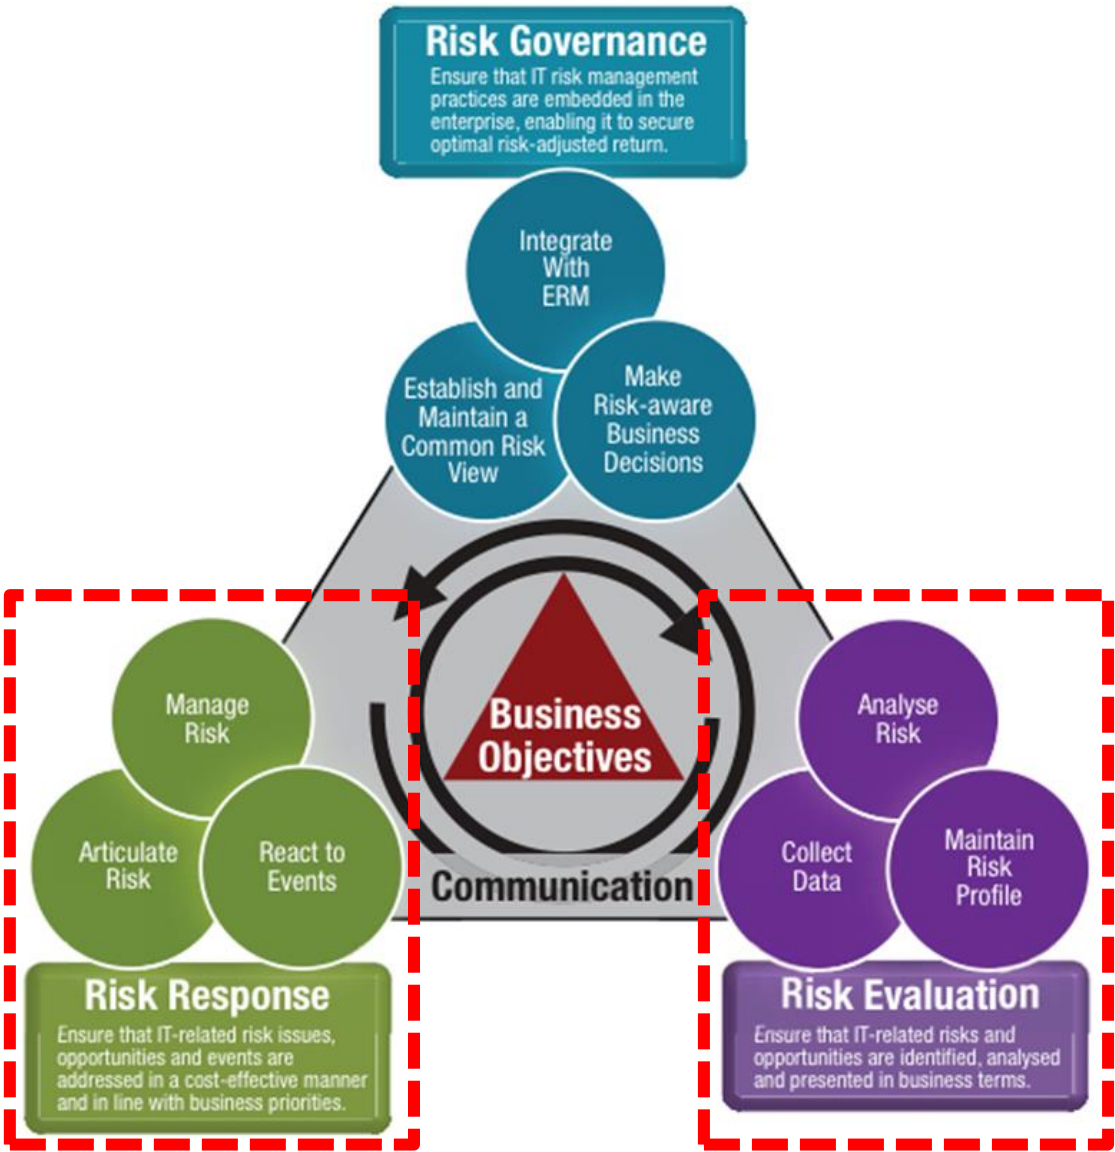 Risk Governance
Ensure that IT risk management
practices are embedded in the
enterprise, enabling it to secure
optimal risk-adjusted return.
Integrate
With
ERM
Establish and
Maintain a
Common Risk
View
Make
Risk-aware
Business
Decisions
Business
Objectives
Communication
Manage
Risk
Articulate
Risk
React to
Events
Risk Response
Ensure that IT-related risk issues,
opportunities and events are
addressed in a cost-effective manner
and in line with business priorities.
Analyse
Risk
Collect
Data
Maintain
Risk
Profile
Risk Evaluation
Ensure that IT-related risks and
opportunities are identified, analysed
and presented in business terms.